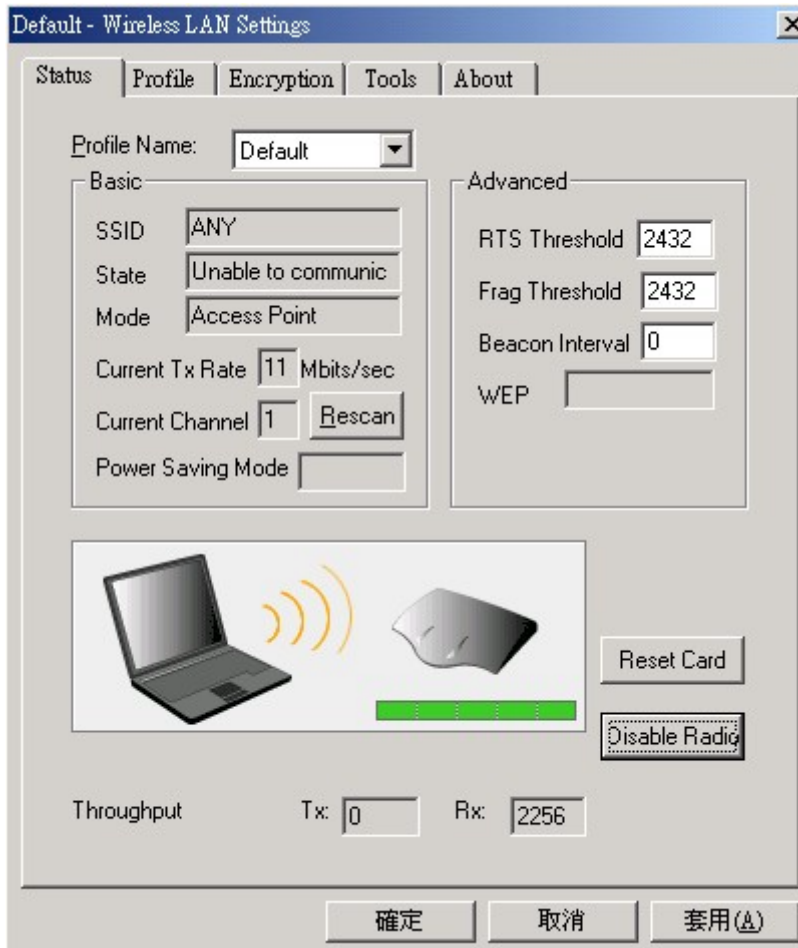 Default - Wireless LAN Settings
Status Profile Encryption Tools About
Profile Name: Default
Basic
SSID ANY
State Unable to communic
Mode Access Point
Current Tx Rate 11 Mbits/sec
Current Channel 1 Rescan
Power Saving Mode
Advanced
RTS Threshold 2432
Frag Threshold 2432
Beacon Interval 0
WEP
Reset Card
Disable Radio
Throughput Tx: 0 Rx: 2256
確定 取消 套用(A)